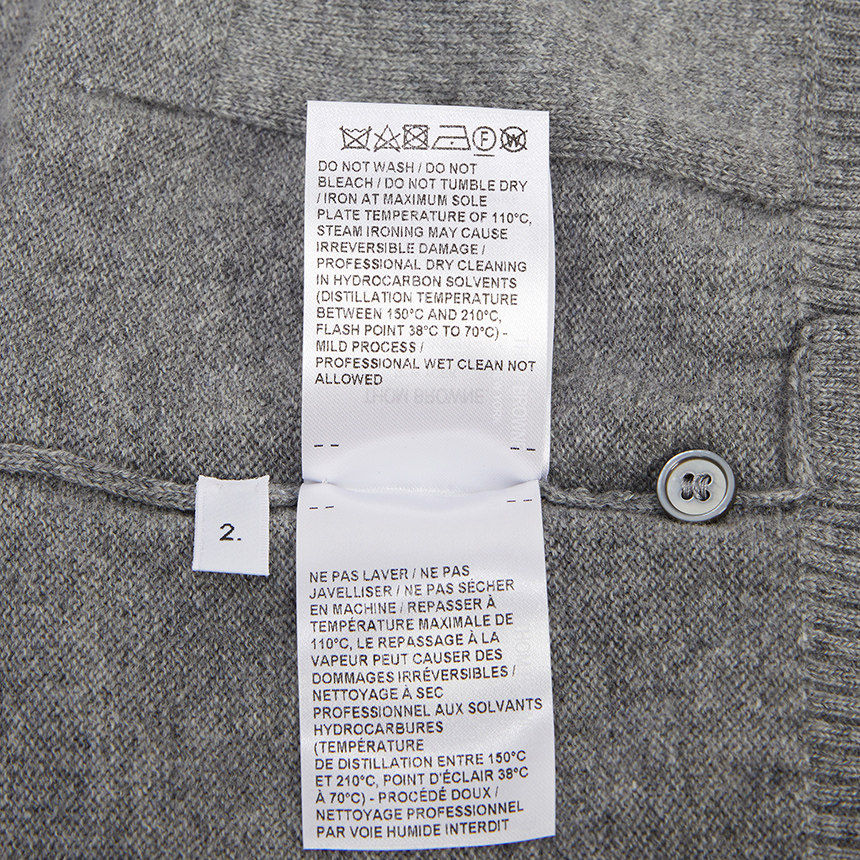 DO NOT WASH / DO NOT
BLEACH / DO NOT TUMBLE DRY
/ IRON AT MAXIMUM SOLE
PLATE TEMPERATURE OF 110°C,
STEAM IRONING MAY CAUSE
IRREVERSIBLE DAMAGE /
PROFESSIONAL DRY CLEANING
IN HYDROCARBON SOLVENTS
(DISTILLATION TEMPERATURE
BETWEEN 150°C AND 210°C,
FLASH POINT 38°C TO 70°C) -
MILD PROCESS /
PROFESSIONAL WET CLEAN NOT
ALLOWED
THOM BROWNE
2.
NE PAS LAVER / NE PAS
JAVELLISER / NE PAS SÉCHER
EN MACHINE / REPASSER À
TEMPÉRATURE MAXIMALE DE
110°C, LE REPASSAGE À LA
VAPEUR PEUT CAUSER DES
DOMMAGES IRRÉVERSIBLES /
NETTOYAGE À SEC
PROFESSIONNEL AUX SOLVANTS
HYDROCARBURES
(TEMPÉRATURE
DE DISTILLATION ENTRE 150°C
ET 210°C, POINT D'ÉCLAIR 38°C
À 70°C) - PROCÉDÉ DOUX /
NETTOYAGE PROFESSIONNEL
PAR VOIE HUMIDE INTERDIT